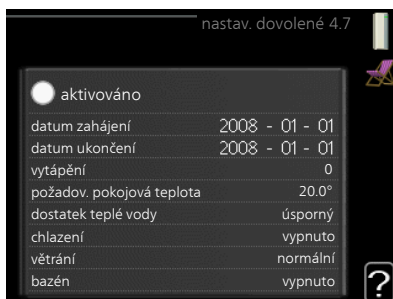 nastav. dovolené 4.7
aktivováno
datum zahájení 2008 - 01 - 01
datum ukončení 2008 - 01 - 01
vytápění 0
požadov. pokojová teplota 20.0°
dostatek teplé vody úsporný
chlazení vypnuto
větrání normální
bazén vypnuto
?